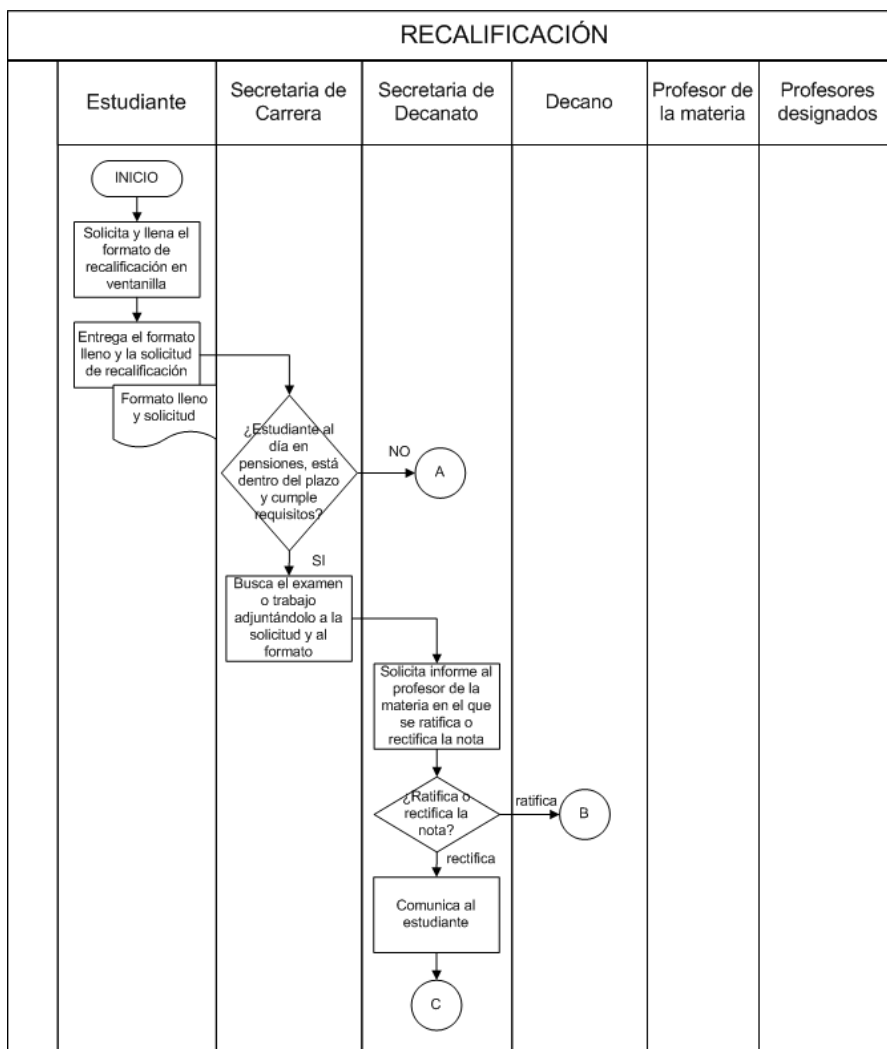 RECALIFICACIÓN
Estudiante
Secretaria de
Carrera
Secretaria de
Decanato
Decano
Profesor de
la materia
Profesores
designados
INICIO
Solicita y llena el
formato de
recalificación en
ventanilla
Entrega el formato
lleno y la solicitud
de recalificación
Formato lleno
y solicitud
¿Estudiante al
día en
pensiones, está
dentro del plazo
y cumple
requisitos?
NO
A
SI
Busca el examen
o trabajo
adjuntándolo a la
solicitud y al
formato
Solicita informe al
profesor de la
materia en el que
se ratifica o
rectifica la nota
¿Ratifica o
rectifica la
nota?
ratifica
B
rectifica
Comunica al
estudiante
C